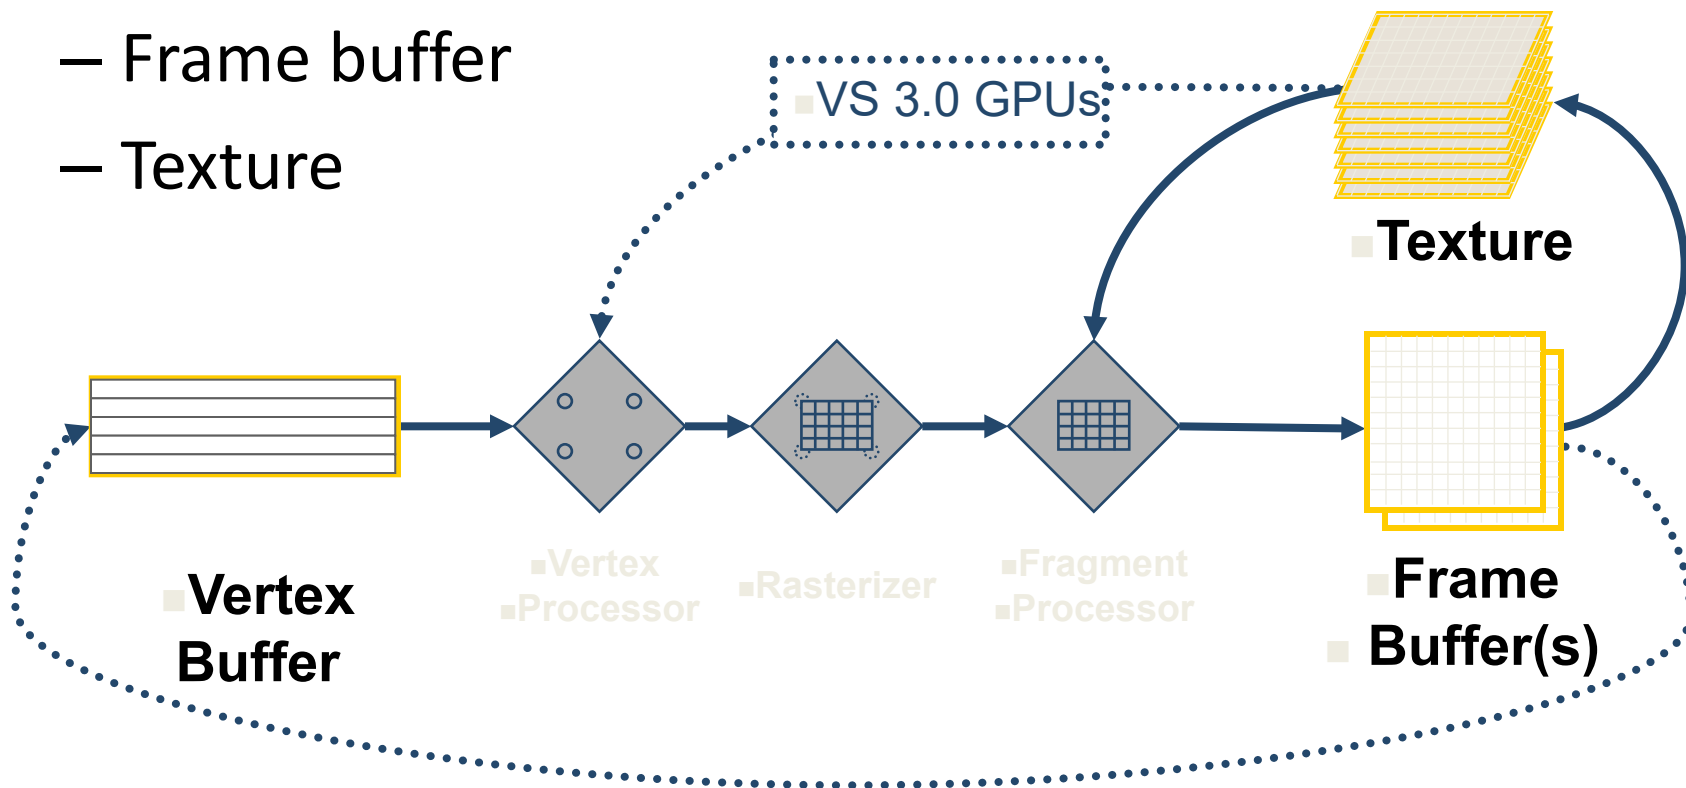 – Frame buffer
– Texture
VS 3.0 GPUs
Texture
Vertex
Buffer
Vertex
Processor
Rasterizer
Fragment
Processor
Frame
Buffer(s)